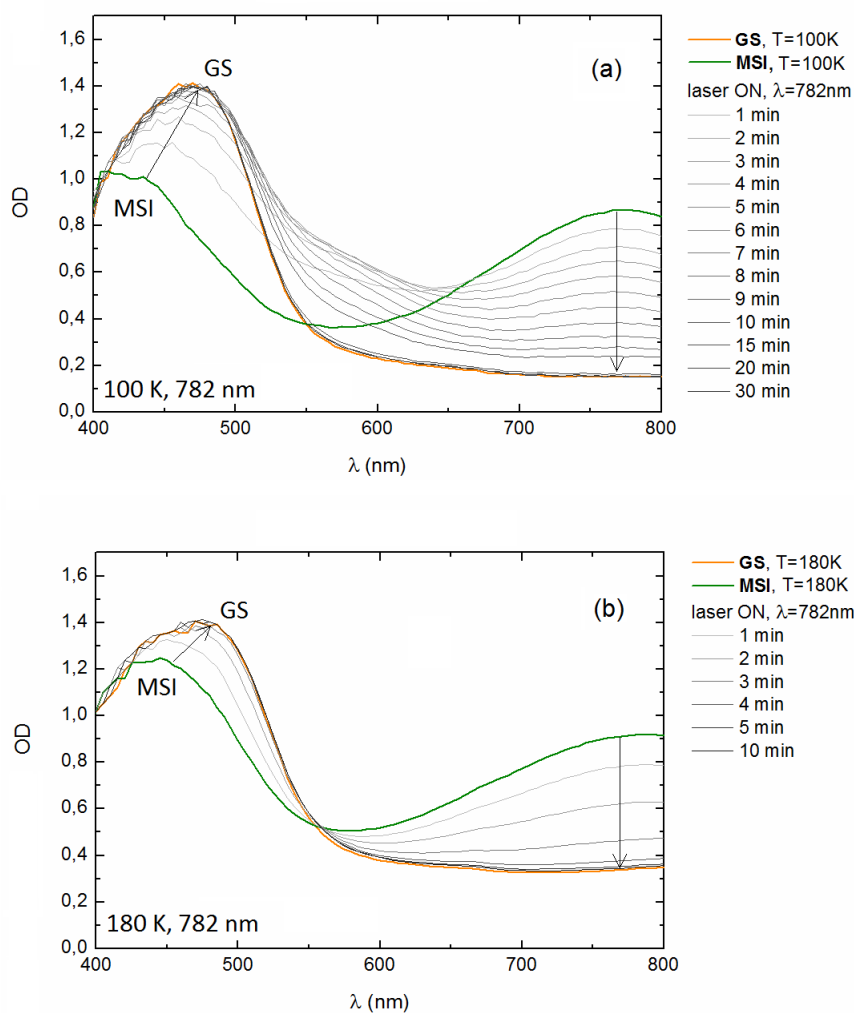 1,6
1,4
1,2
1,0
0,8
0,6
0,4
0,2
0,0
OD
400
500
600
700
800
λ (nm)
GS
MSI
(a)
100 K, 782 nm
GS, T=100K
MSI, T=100K
laser ON, λ=782nm
1 min
2 min
3 min
4 min
5 min
6 min
7 min
8 min
9 min
10 min
15 min
20 min
30 min
1,6
1,4
1,2
1,0
0,8
0,6
0,4
0,2
0,0
OD
400
500
600
700
800
λ (nm)
GS
MSI
(b)
180 K, 782 nm
GS, T=180K
MSI, T=180K
laser ON, λ=782nm
1 min
2 min
3 min
4 min
5 min
10 min